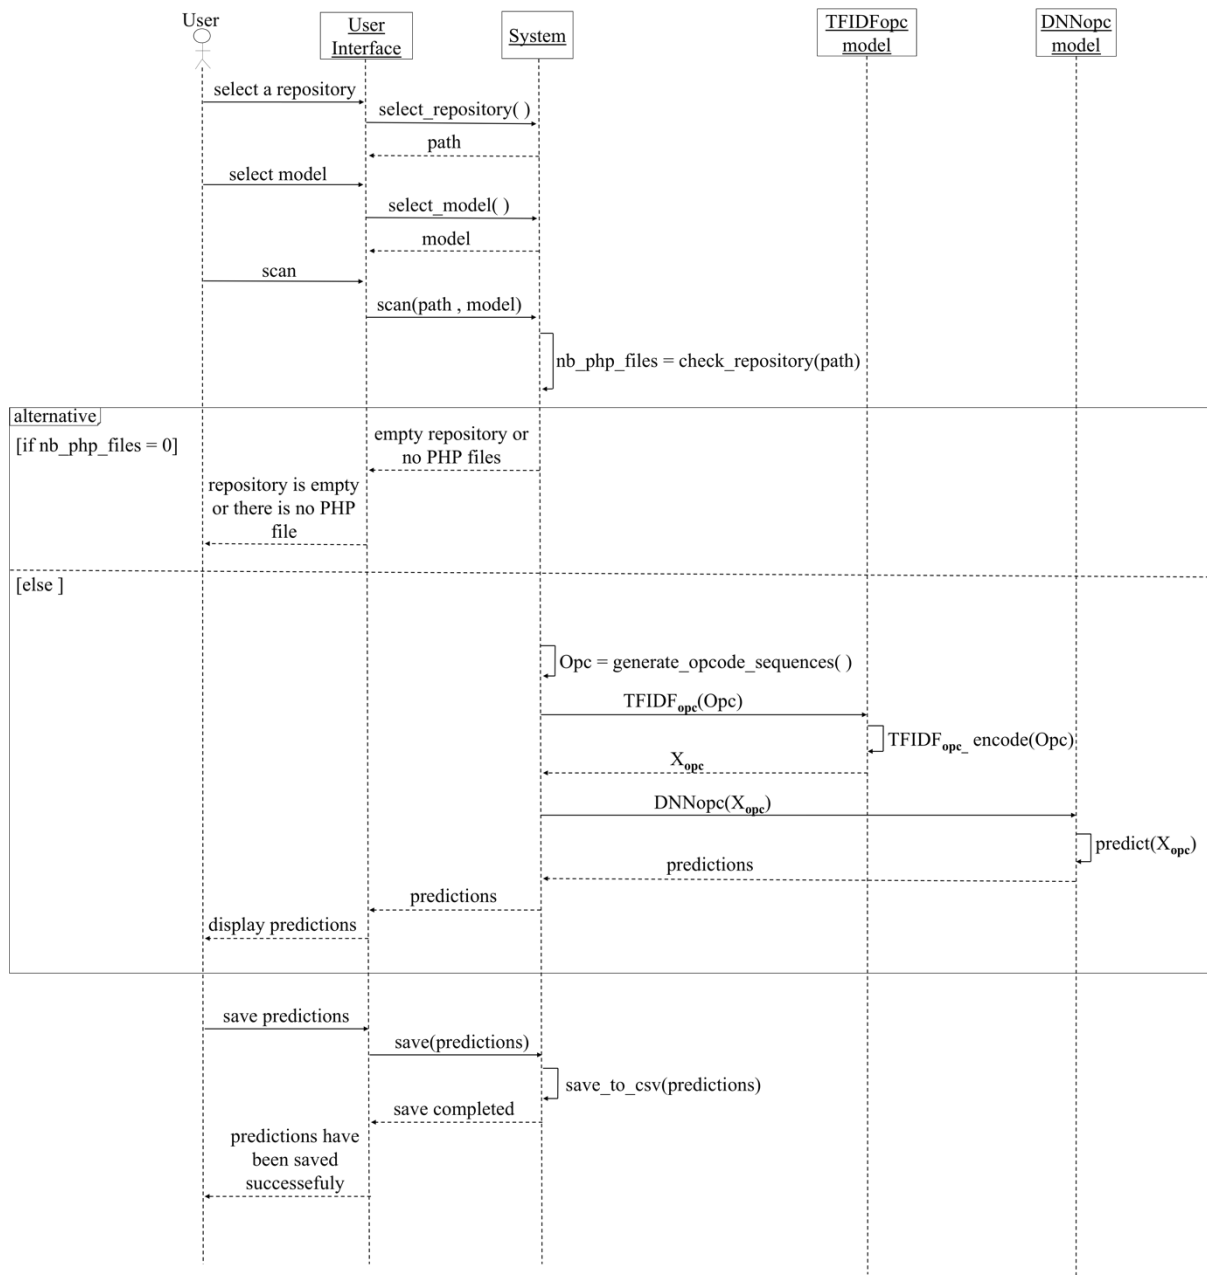 User
User
Interface
System
TFIDFopc
model
DNNopc
model
select a repository
select_repository( )
path
select model
select_model( )
model
scan
scan(path , model)
nb_php_files = check_repository(path)
alternative
[if nb_php_files = 0]
empty repository or
no PHP files
repository is empty
or there is no PHP
file
[else ]
Opc = generate_opcode_sequences( )
TFIDFopc(Opc)
TFIDFopc_ encode(Opc)
Xopc
DNNopc(Xopc)
predict(Xopc)
predictions
predictions
display predictions
save predictions
save(predictions)
save_to_csv(predictions)
save completed
predictions have
been saved
successefuly